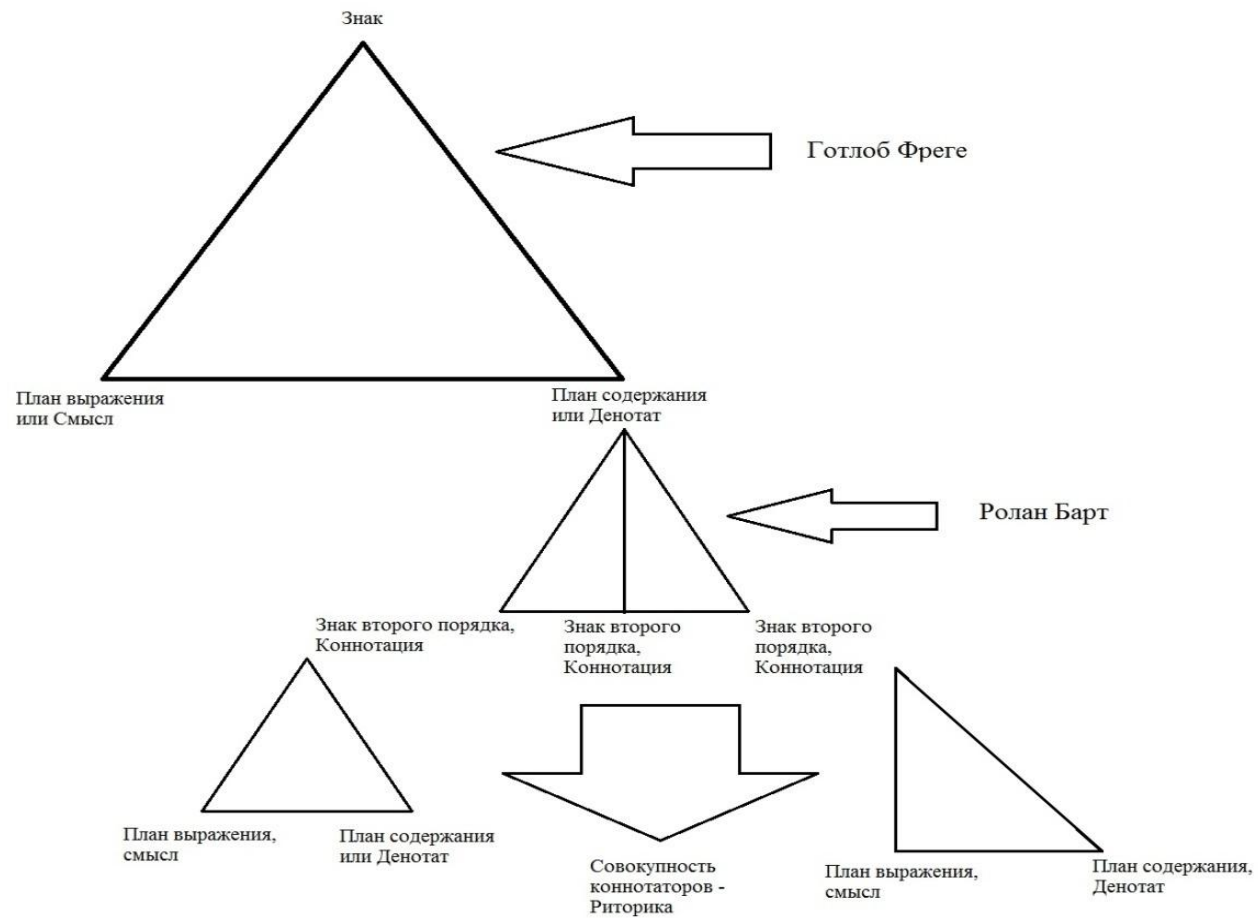 Знак
Готлоб Фреге
План выражения
или Смысл
План содержания
или Денотат
Ролан Барт
Знак второго порядка,
Коннотация
Знак второго
порядка,
Коннотация
Знак второго
порядка,
Коннотация
План выражения,
смысл
План содержания
или Денотат
Совокупность
коннотаторов -
Риторика
План выражения,
смысл
План содержания,
Денотат